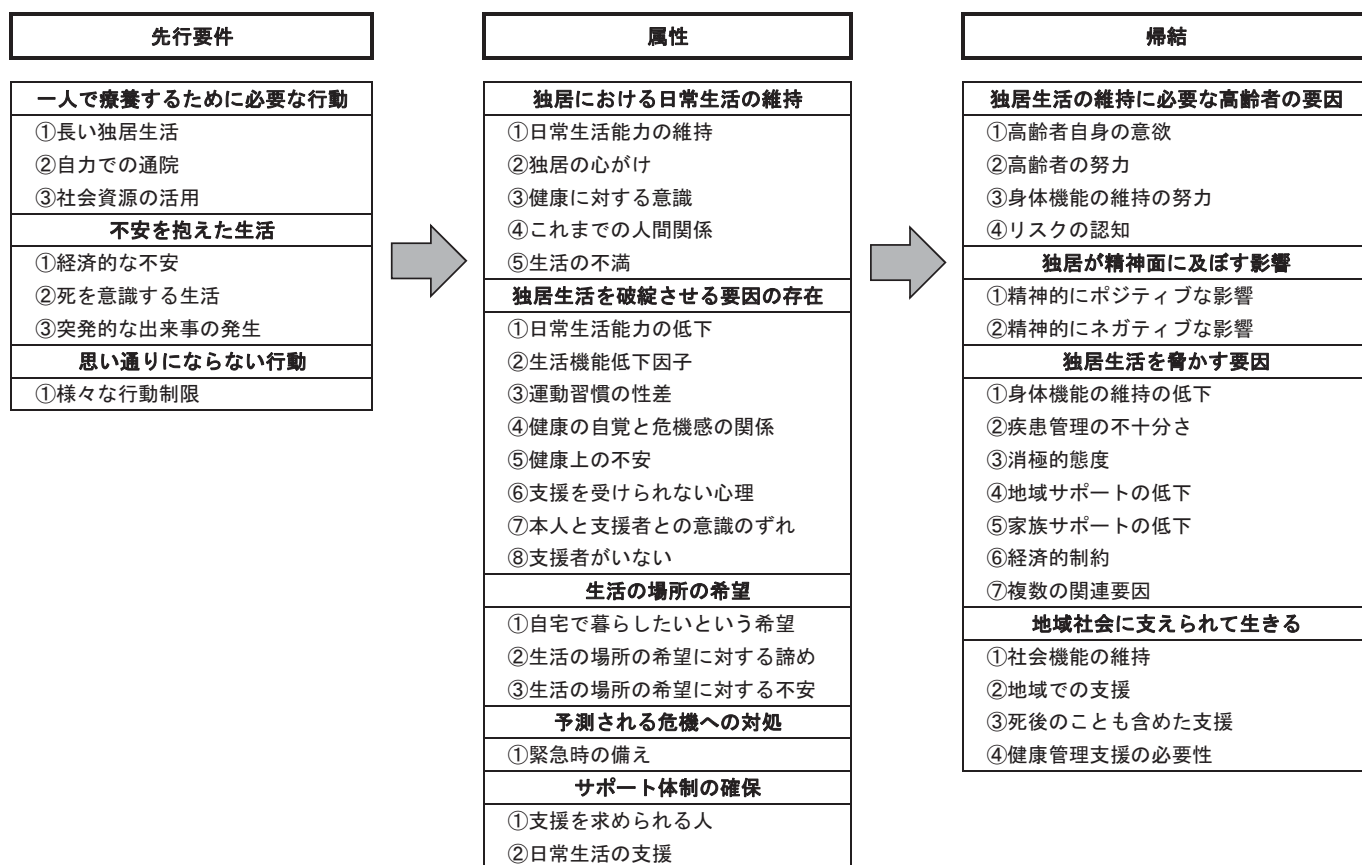 先行要件
一人で療養するために必要な行動
①長い独居生活
②自力での通院
③社会資源の活用
不安を抱えた生活
①経済的な不安
②死を意識する生活
③突発的な出来事の発生
思い通りにならない行動
①様々な行動制限
属性
独居における日常生活の維持
①日常生活能力の維持
②独居の心がけ
③健康に対する意識
④これまでの人間関係
⑤生活の不満
独居生活を破綻させる要因の存在
①日常生活能力の低下
②生活機能低下因子
③運動習慣の性差
④健康の自覚と危機感の関係
⑤健康上の不安
⑥支援を受けられない心理
⑦本人と支援者との意識のずれ
⑧支援者がいない
生活の場所の希望
①自宅で暮らしたいという希望
②生活の場所の希望に対する諦め
③生活の場所の希望に対する不安
予測される危機への対処
①緊急時の備え
サポート体制の確保
①支援を求められる人
②日常生活の支援
帰結
独居生活の維持に必要な高齢者の要因
①高齢者自身の意欲
②高齢者の努力
③身体機能の維持の努力
④リスクの認知
独居が精神面に及ぼす影響
①精神的にポジティブな影響
②精神的にネガティブな影響
独居生活を脅かす要因
①身体機能の維持の低下
②疾患管理の不十分さ
③消極的態度
④地域サポートの低下
⑤家族サポートの低下
⑥経済的制約
⑦複数の関連要因
地域社会に支えられて生きる
①社会機能の維持
②地域での支援
③死後のことも含めた支援
④健康管理支援の必要性